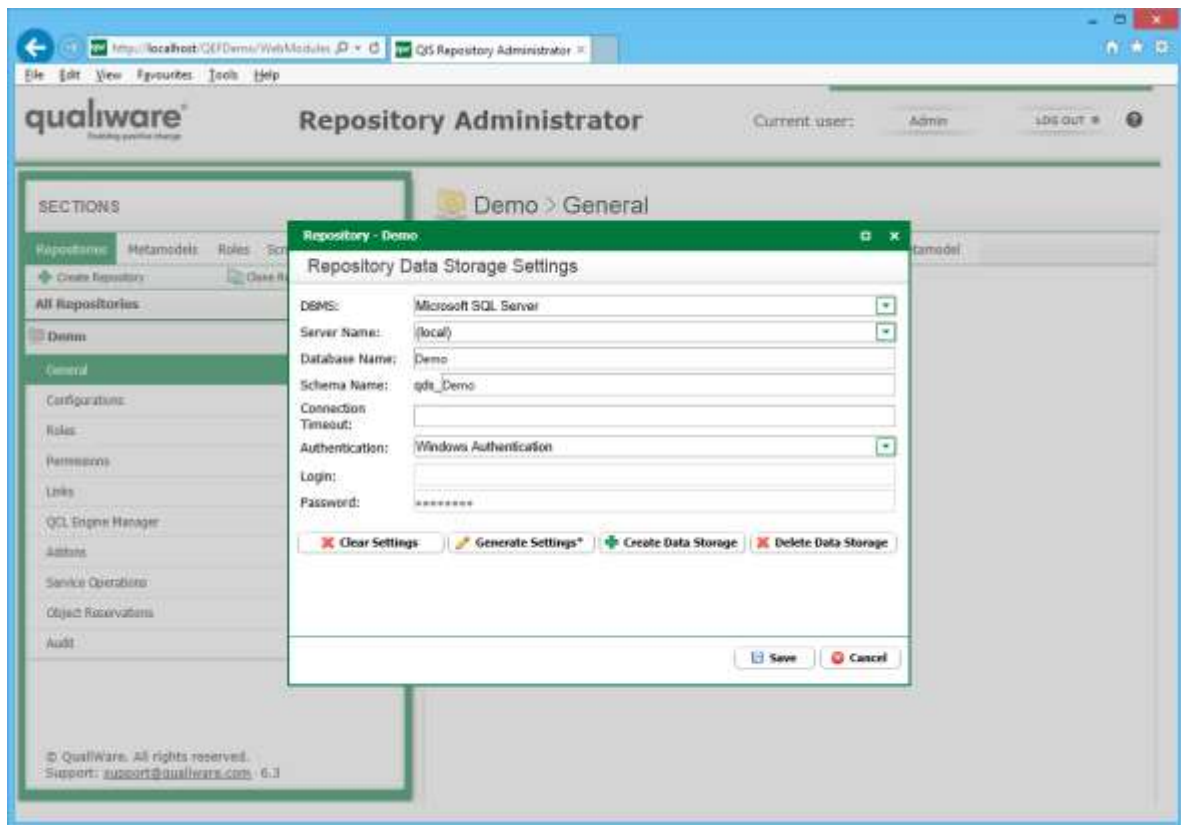 http://localhost/QEFDemo/WebModules
QIS Repository Administrator
File Edit View Favourites Tools Help
qualiware
Enabling positive change
Repository Administrator
Current user:
Admin
LOG OUT
SECTIONS
Demo > General
Repositories Metamodels Roles
Create Repository
All Repositories
Demo
General
Configurations
Roles
Permissions
Links
QCL Engine Manager
Addons
Service Operations
Object Reservations
Audit
Repository - Demo
Repository Data Storage Settings
DBMS: Microsoft SQL Server
Server Name: (local)
Database Name: Demo
Schema Name: qds_Demo
Connection
Timeout:
Authentication: Windows Authentication
Login:
Password: ********
Clear Settings Generate Settings* Create Data Storage Delete Data Storage
Save Cancel
© QualiWare. All rights reserved.
Support: support@qualiware.com 6.3